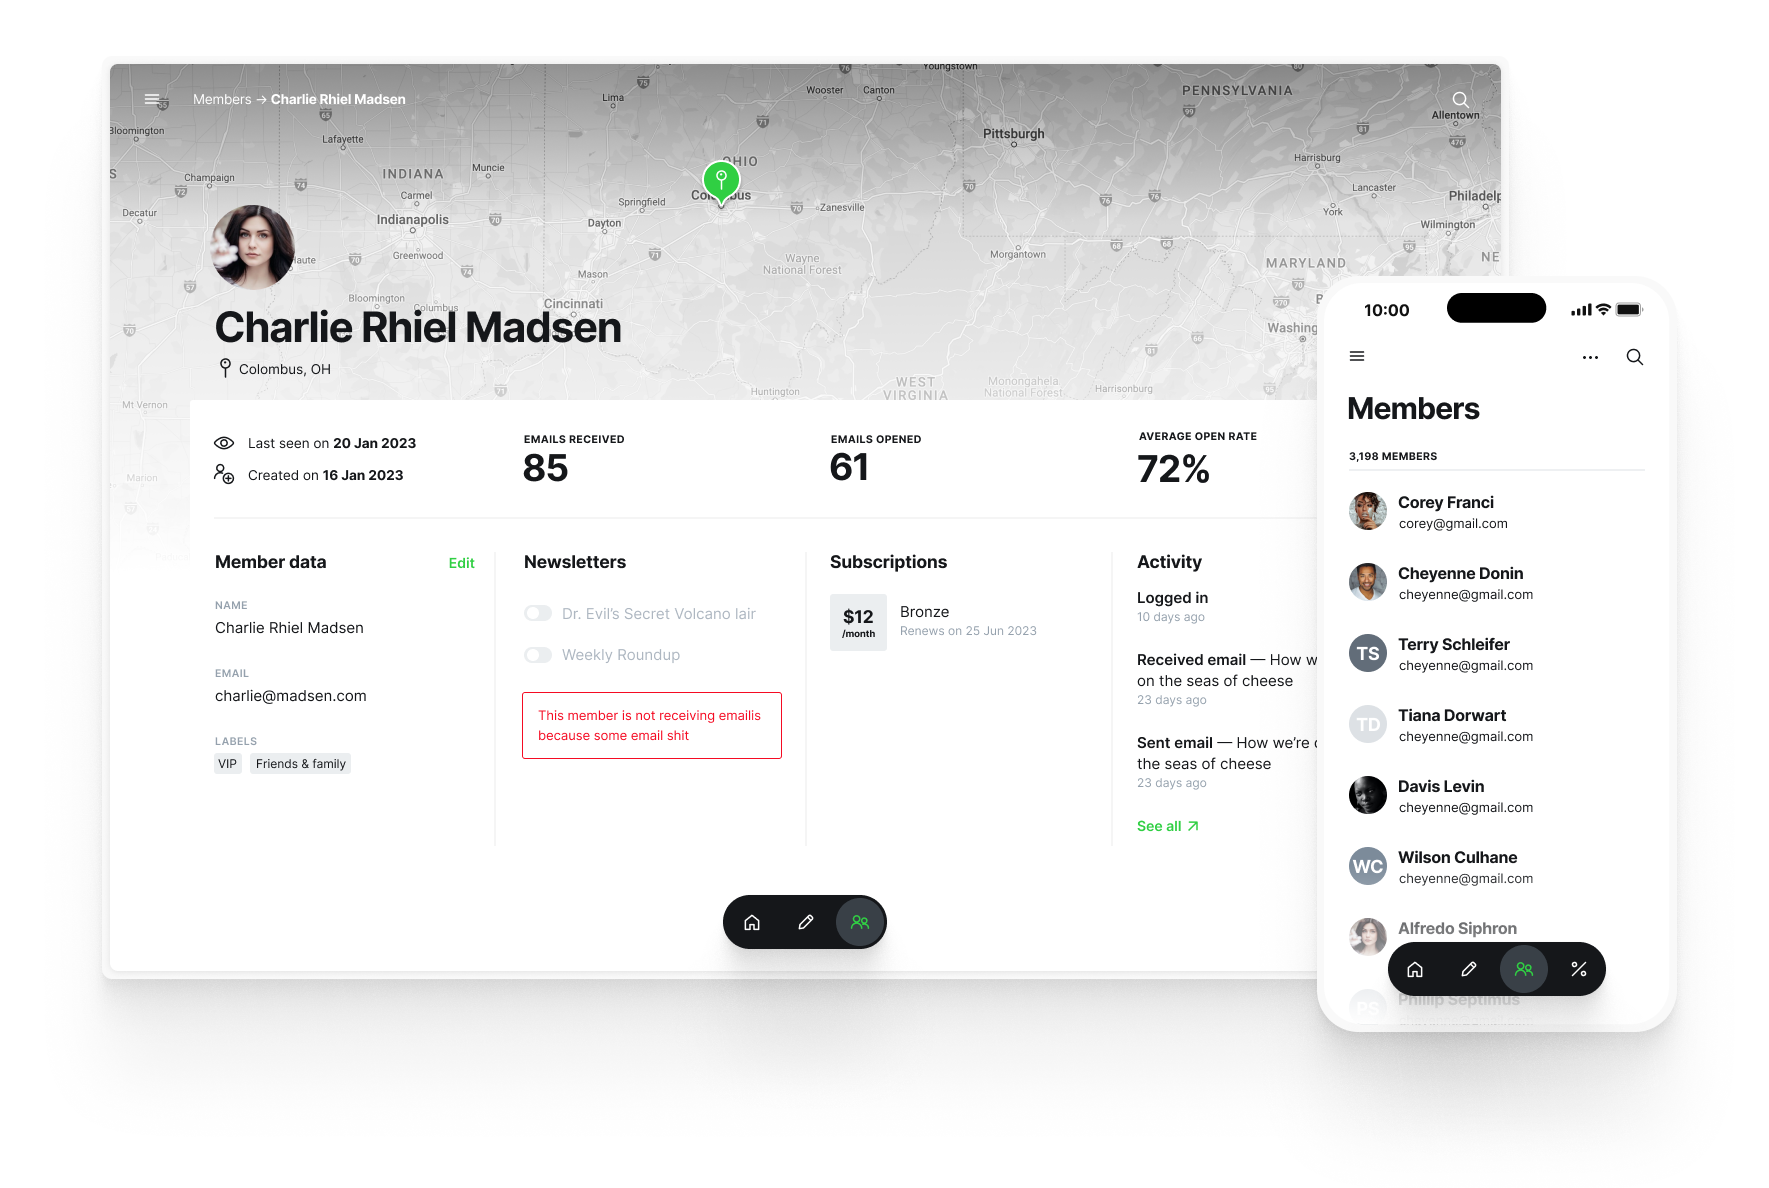 Members → Charlie Rhiel Madsen
Youngstown
Lima
Wooster
Canton
PENNSYLVANIA
Allentown
Bloomington
Lafayette
Pittsburgh
Muncie
OHIO
Harrisburg
INDIANA
Champaign
Carmel
Lancaster
Springfield
Columbus
Philadelp
Decatur
Indianapolis
Dayton
Zanesville
York
Wilmington
Haute
Greenwood
Wayne
National Forest
Morgantown
MARYLAND
NE
Mason
Bloomington
Columbus
Cincinnati
Washing
Charlie Rhiel Madsen
Colombus, OH
WEST
VIRGINIA
Monongahela
National Forest
Huntington
Harrisonburg
Mt Vernon
Marion
Last seen on 20 Jan 2023
Created on 16 Jan 2023
EMAILS RECEIVED
85
EMAILS OPENED
61
AVERAGE OPEN RATE
72%
Member data
Edit
NAME
Charlie Rhiel Madsen
EMAIL
charlie@madsen.com
LABELS
VIP
Friends & family
Newsletters
Dr. Evil’s Secret Volcano lair
Weekly Roundup
This member is not receiving emailis
because some email shit
Subscriptions
$12
/month
Bronze
Renews on 25 Jun 2023
Activity
Logged in
10 days ago
Received email — How w
on the seas of cheese
23 days ago
Sent email — How we’re
the seas of cheese
23 days ago
See all
10:00
Members
3,198 MEMBERS
Corey Franci
corey@gmail.com
Cheyenne Donin
cheyenne@gmail.com
TS
Terry Schleifer
cheyenne@gmail.com
TD
Tiana Dorwart
cheyenne@gmail.com
Davis Levin
cheyenne@gmail.com
WC
Wilson Culhane
cheyenne@gmail.com
Alfredo Siphron
PS
Phillip Septimus